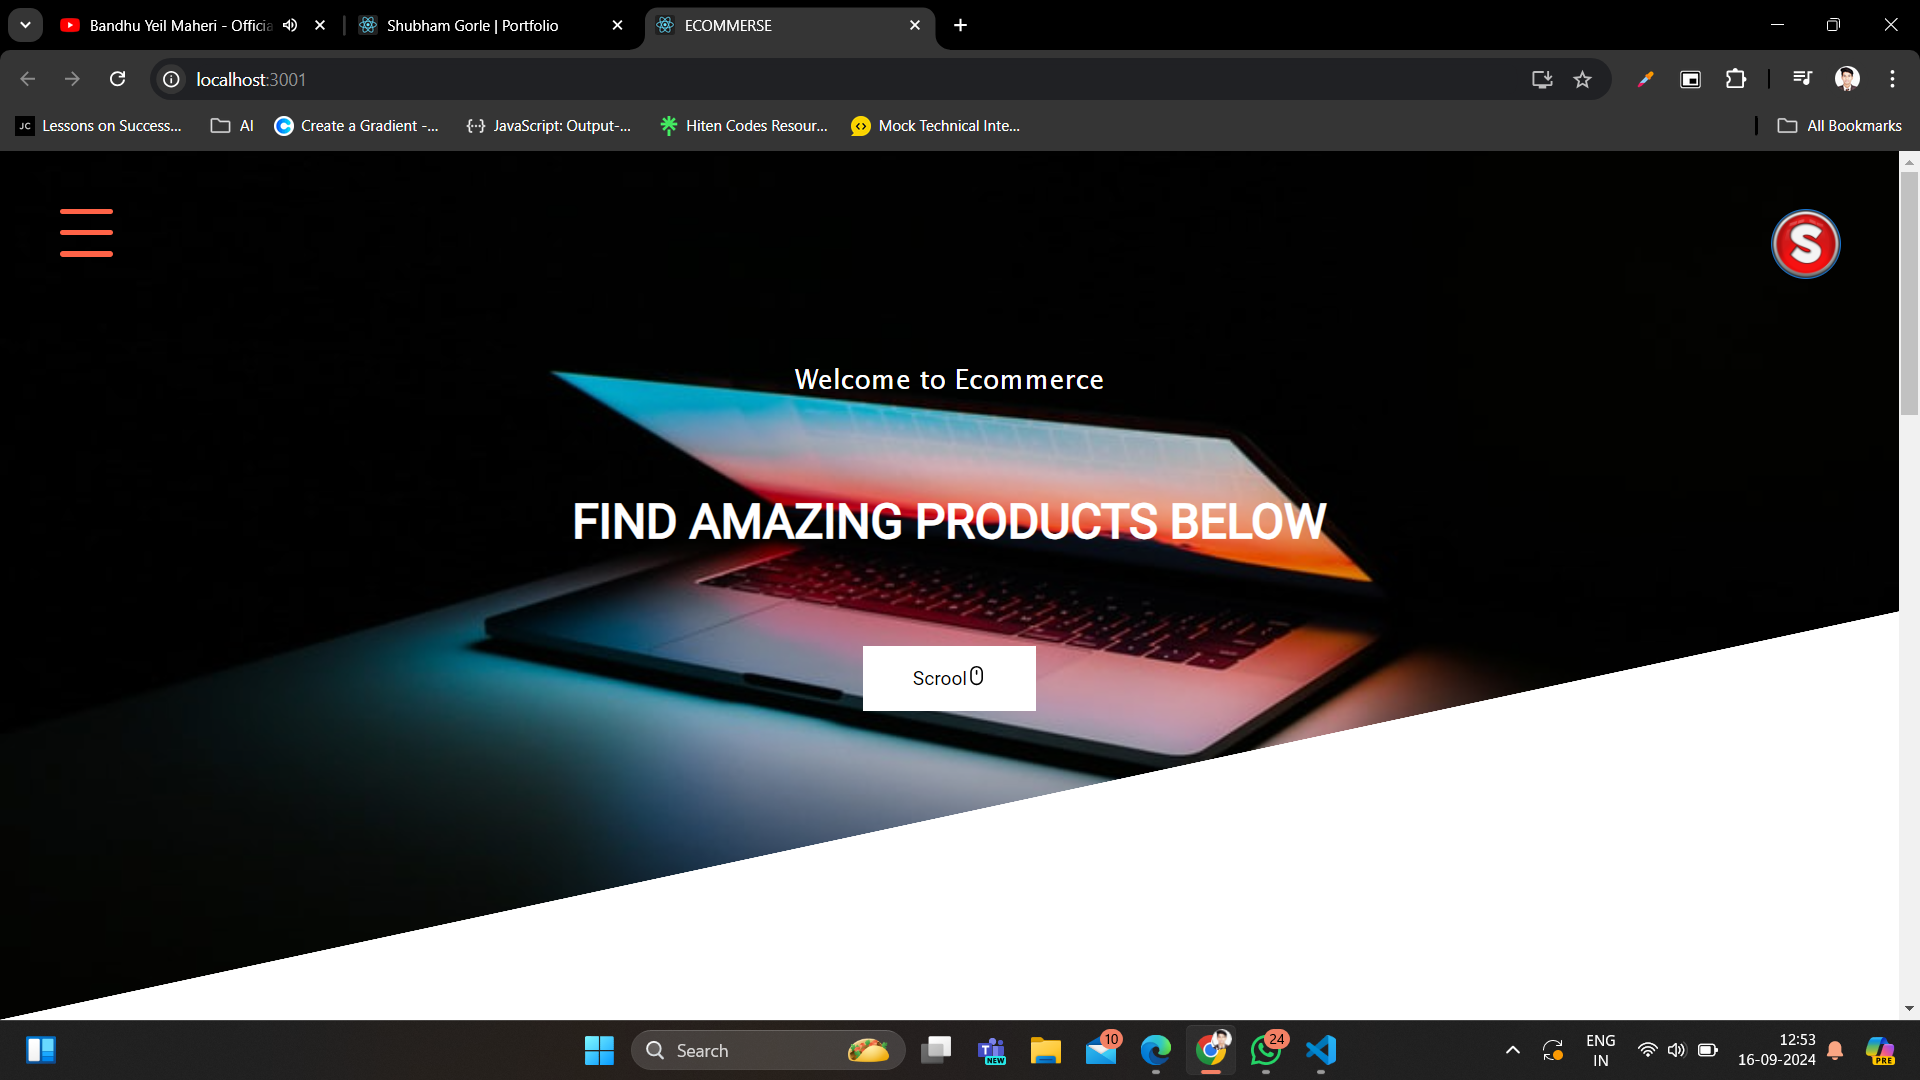 Bandhu Yeil Maheri - Officia
Shubham Gorle | Portfolio
ECOMMERSE
localhost:3001
JC Lessons on Success...
AI
Create a Gradient -...
JavaScript: Output-...
Hiten Codes Resour...
Mock Technical Inte...
All Bookmarks
S
Welcome to Ecommerce
FIND AMAZING PRODUCTS BELOW
Scrool
Search
NEW
10
24
ENG
IN
12:53
16-09-2024
PRE